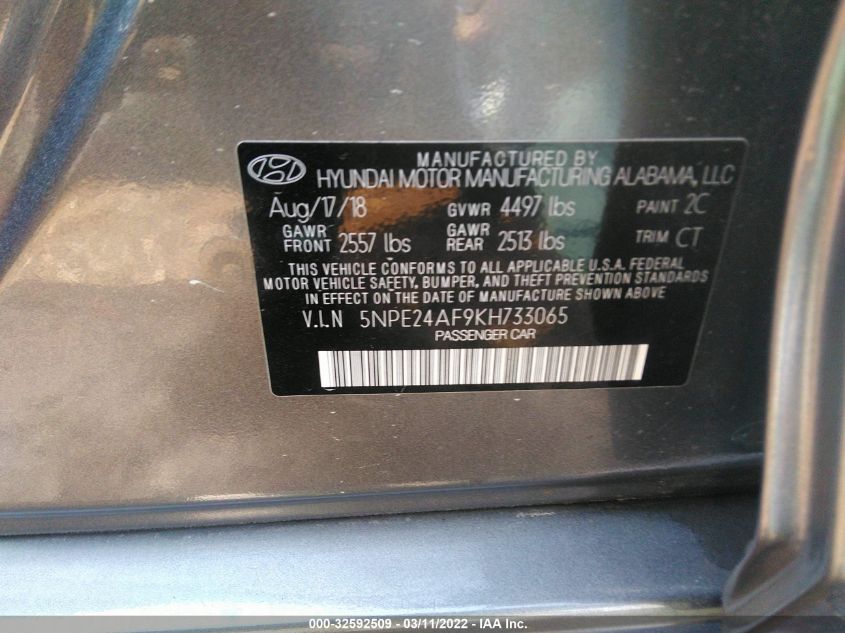 MANUFACTURED BY
HYUNDAI MOTOR MANUFACTURING ALABAMA, LLC
Aug/17/18 GVWR 4497 lbs PAINT 2C
GAWR FRONT 2557 lbs GAWR REAR 2513 lbs TRIM CT
THIS VEHICLE CONFORMS TO ALL APPLICABLE U.S.A. FEDERAL
MOTOR VEHICLE SAFETY, BUMPER, AND THEFT PREVENTION STANDARDS
IN EFFECT ON THE DATE OF MANUFACTURE SHOWN ABOVE
V.I.N 5NPE24AF9KH733065
PASSENGER CAR
000-32592509 - 03/11/2022 - IAA Inc.